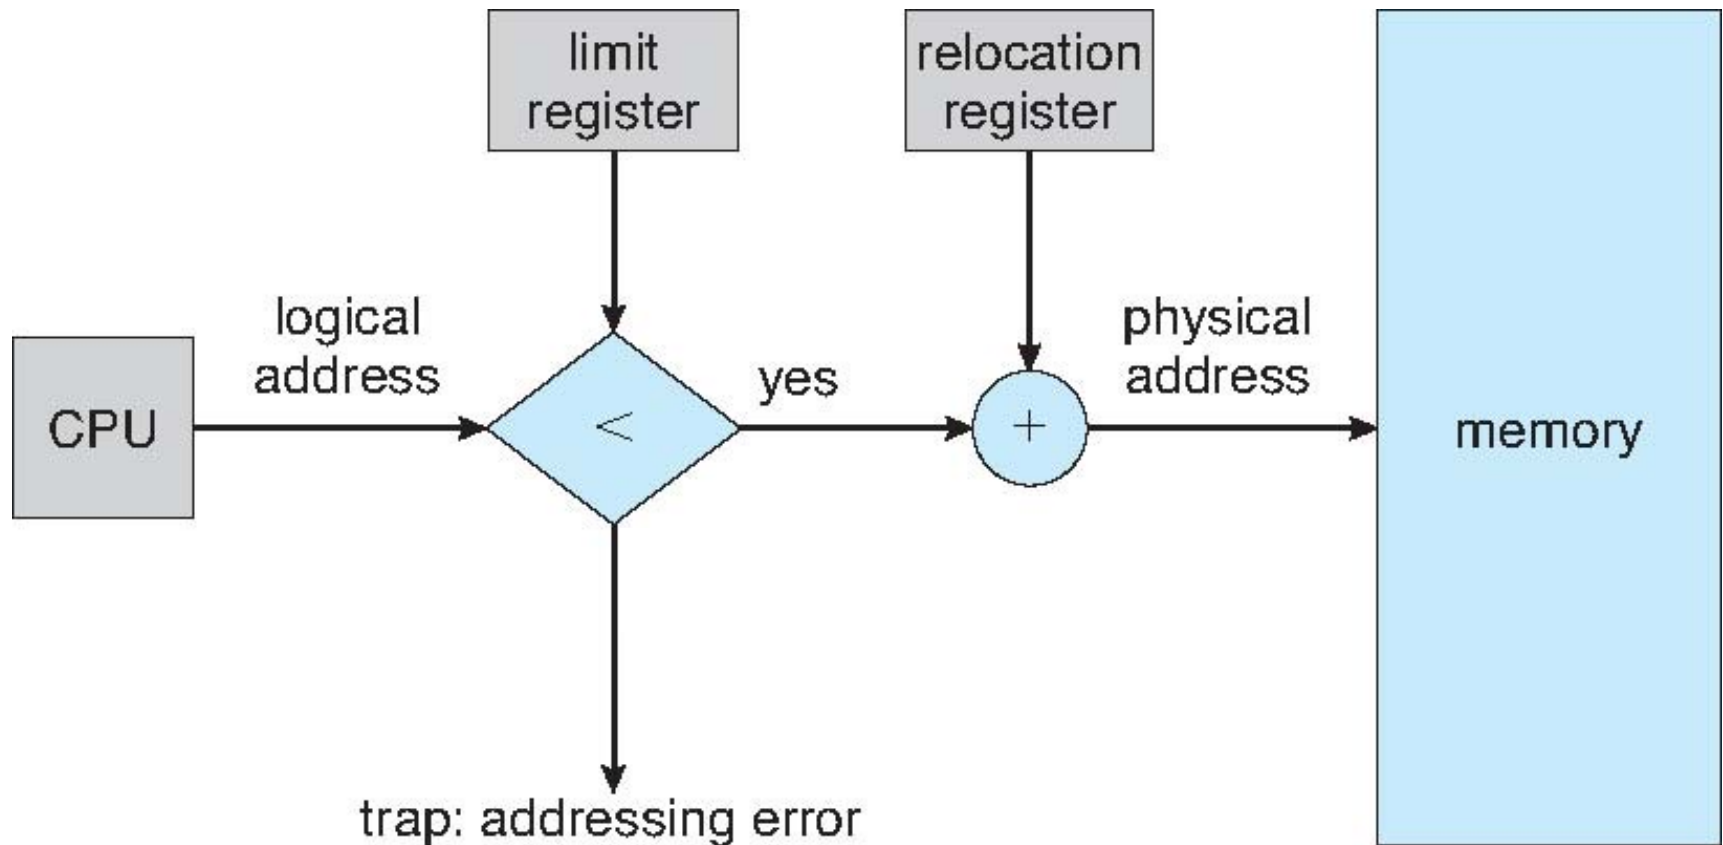 limit
register
relocation
register
logical
address
yes
physical
address
CPU
<
+
memory
trap: addressing error